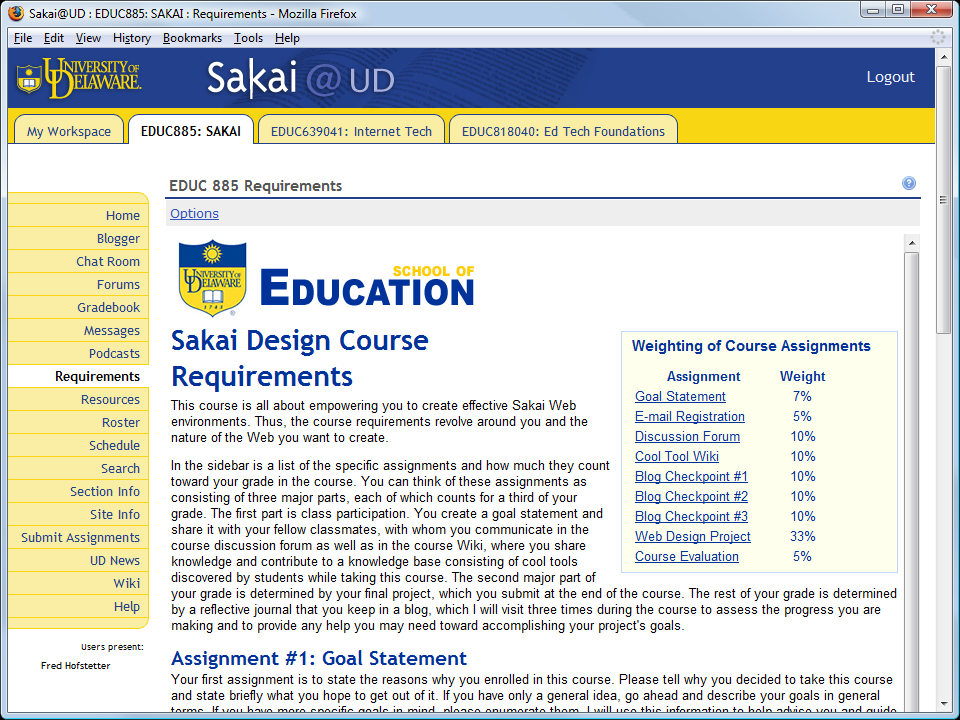 Sakai@UD : EDUC885: SAKAI : Requirements - Mozilla Firefox
File Edit View History Bookmarks Tools Help
UNIVERSITY OF DELAWARE.
Sakai @ UD
Logout
My Workspace
EDUC885: SAKAI
EDUC639041: Internet Tech
EDUC818040: Ed Tech Foundations
Home
Blogger
Chat Room
Forums
Gradebook
Messages
Podcasts
Requirements
Resources
Roster
Schedule
Search
Section Info
Site Info
Submit Assignments
UD News
Wiki
Help
Users present:
Fred Hofstetter
EDUC 885 Requirements
?
Options
UNIVERSITY OF DELAWARE
1743
SCHOOL OF
EDUCATION
Sakai Design Course
Requirements
This course is all about empowering you to create effective Sakai Web
environments. Thus, the course requirements revolve around you and the
nature of the Web you want to create.
In the sidebar is a list of the specific assignments and how much they count
toward your grade in the course. You can think of these assignments as
consisting of three major parts, each of which counts for a third of your
grade. The first part is class participation. You create a goal statement and
share it with your fellow classmates, with whom you communicate in the
course discussion forum as well as in the course Wiki, where you share
knowledge and contribute to a knowledge base consisting of cool tools
discovered by students while taking this course. The second major part of
your grade is determined by your final project, which you submit at the end of the course. The rest of your grade is determined
by a reflective journal that you keep in a blog, which I will visit three times during the course to assess the progress you are
making and to provide any help you may need toward accomplishing your project's goals.
Weighting of Course Assignments
Assignment Weight
Goal Statement 7%
E-mail Registration 5%
Discussion Forum 10%
Cool Tool Wiki 10%
Blog Checkpoint #1 10%
Blog Checkpoint #2 10%
Blog Checkpoint #3 10%
Web Design Project 33%
Course Evaluation 5%
Assignment #1: Goal Statement
Your first assignment is to state the reasons why you enrolled in this course. Please tell why you decided to take this course
and state briefly what you hope to get out of it. If you have only a general idea, go ahead and describe your goals in general
terms. If you have more specific goals in mind, please enumerate them. I will use this information to help advise you and guide